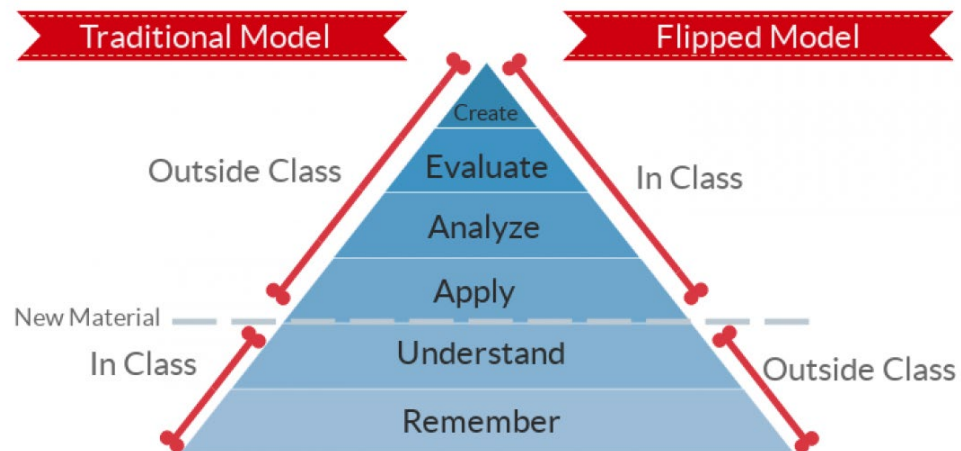 Traditional Model
Flipped Model
Create
Outside Class
Evaluate
In Class
Analyze
Apply
New Material
In Class
Understand
Outside Class
Remember